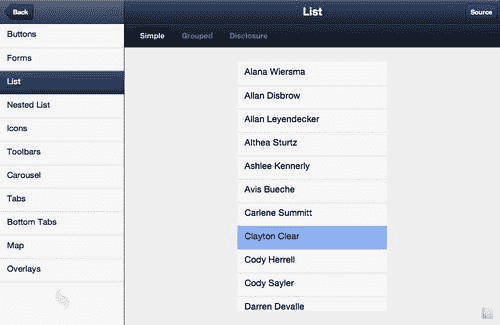 Back
List
Source
Simple Grouped Disclosure
Buttons
Forms
List
Nested List
Icons
Toolbars
Carousel
Tabs
Bottom Tabs
Map
Overlays
Alana Wiersma
Allan Disbrow
Allan Leyendecker
Althea Sturtz
Ashlee Kennerly
Avis Bueche
Carlene Summitt
Clayton Clear
Cody Herrell
Cody Sayler
Darren Devalle